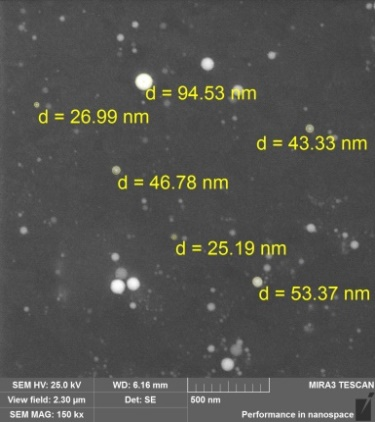 d = 94.53 nm
d = 26.99 nm
d = 43.33 nm
d = 46.78 nm
d = 25.19 nm
d = 53.37 nm
SEM HV: 25.0 kV WD: 6.16 mm MIRA3 TESCAN
View field: 2.30 µm Det: SE 500 nm
SEM MAG: 150 kx Performance in nanospace